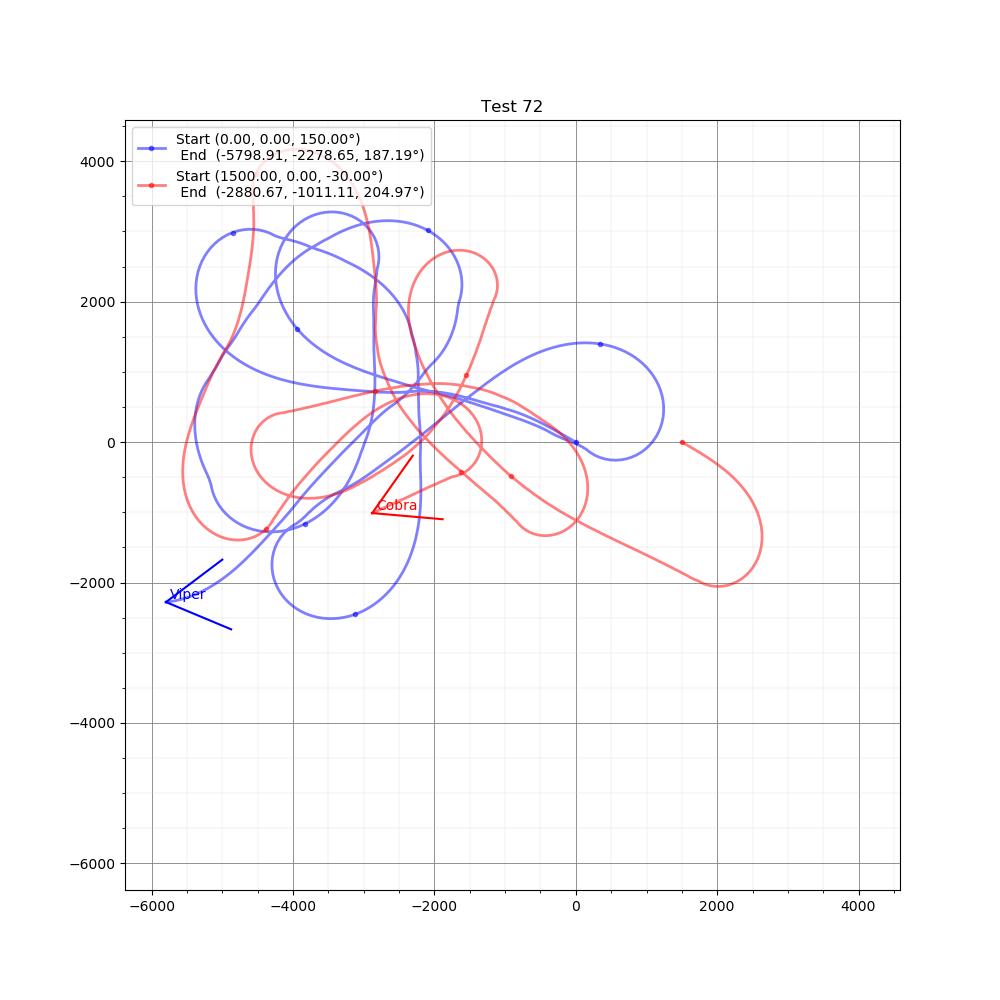 Test 72
Start (0.00, 0.00, 150.00°)
End (-5798.91, -2278.65, 187.19°)
Start (1500.00, 0.00, -30.00°)
End (-2880.67, -1011.11, 204.97°)
4000
2000
0
−2000
−4000
−6000
Cobra
Viper
−6000
−4000
−2000
0
2000
4000